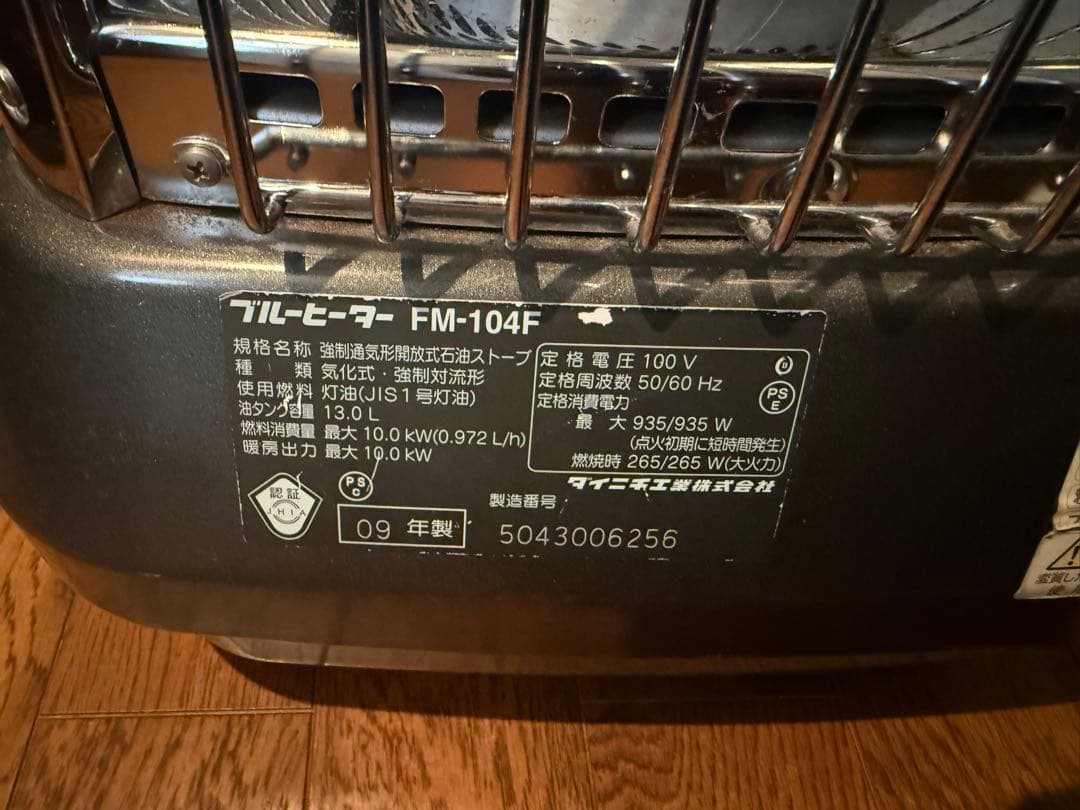 ブルーヒーター FM-104F
規格名称 強制通気形開放式石油ストーブ
種 類 気化式・強制対流形
使用燃料 灯油(JIS1号灯油)
油タンク容量 13.0 L
燃料消費量 最大 10.0 kW(0.972 L/h)
暖房出力 最大 10.0 kW
定格電圧 100 V
定格周波数 50/60 Hz
定格消費電力
最 大 935/935 W
(点火初期に短時間発生)
燃焼時 265/265 W(大火力)
PS
E
ダイニチ工業株式会社
認証
JHIA
PS
C
09 年製
製造番号
5043006256
変質し
使